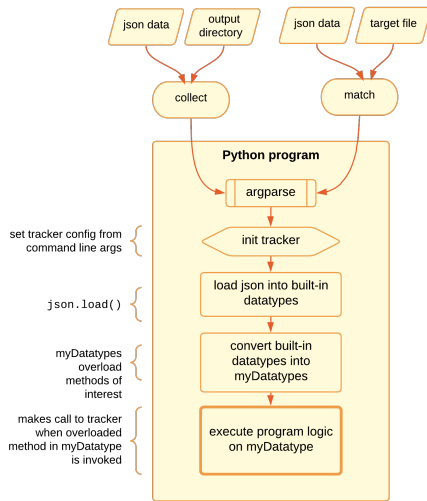 json data
output
directory
json data
target file
collect
match
Python program
argparse
set tracker config from
command line args
init tracker
json.load()
load json into built-in
datatypes
myDatatypes
overload
methods of
interest
convert built-in
datatypes into
myDatatypes
makes call to tracker
when overloaded
method in myDatatype
is invoked
execute program logic
on myDatatype